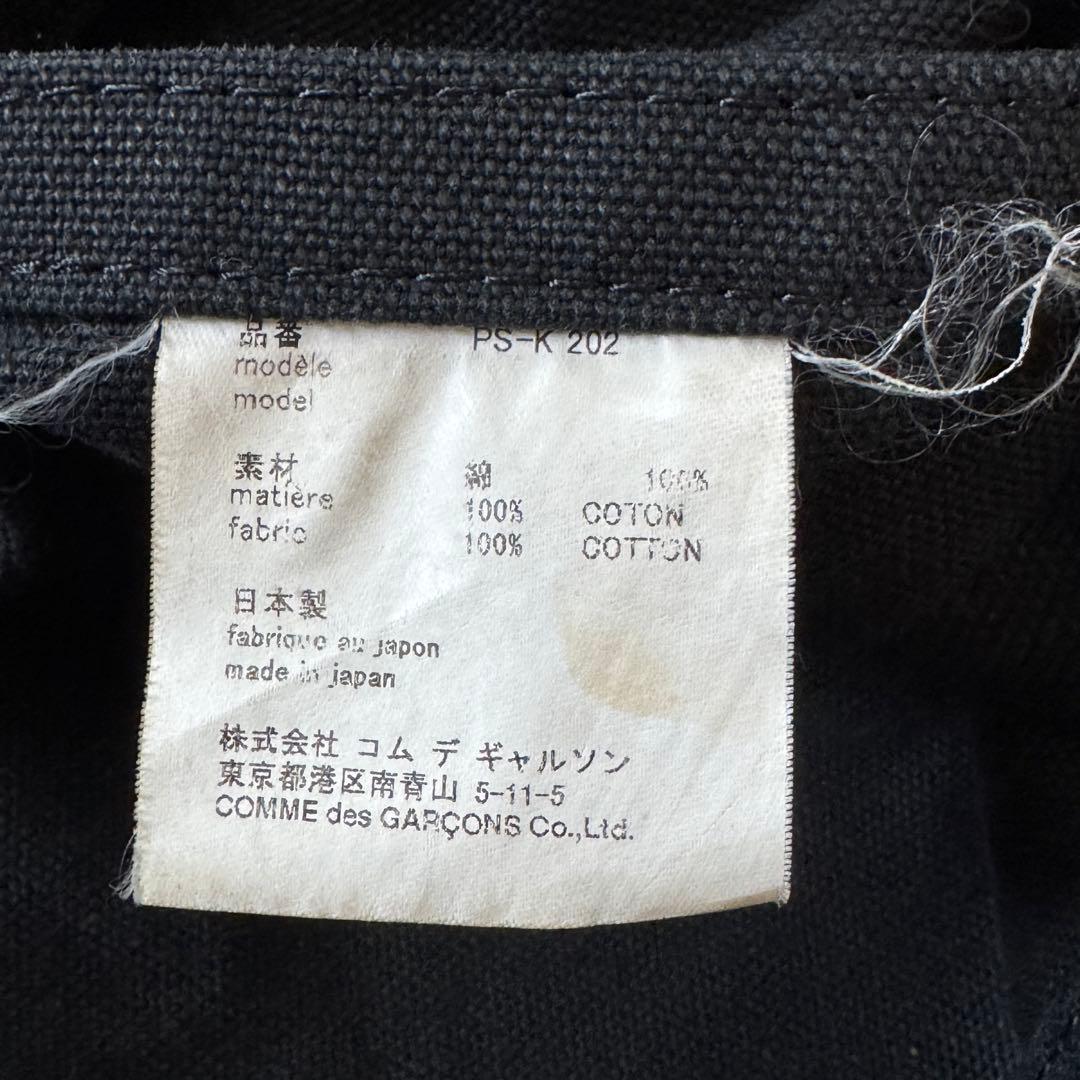 品番 PS-K 202
modèle
model
素材 綿 100%
matière 100% COTON
fabric 100% COTTON
日本製
fabrique au japon
made in japan
株式会社 コム デ ギャルソン
東京都港区南青山 5-11-5
COMME des GARÇONS Co.,Ltd.